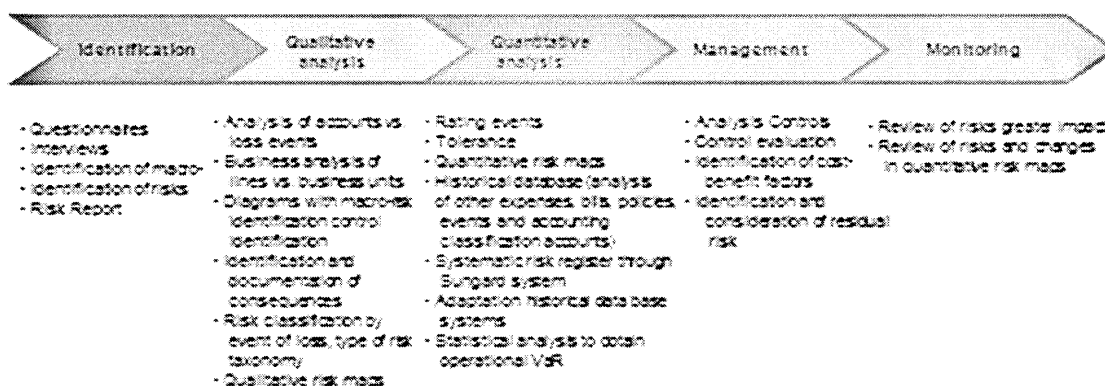 Identification
Qualitative
analysis
Quantitative
analysis
Management
Monitoring
• Questionnaires
• Interviews
• Identification of macro-
• Identification of risks
• Risk Report
• Analysis of accounts vs.
loss events
• Business analysis of
lines vs. business units
• Diagrams with macro-risk
identification control
identification
• Identification and
documentation of
consequences
• Risk classification by
event of loss, type of risk
taxonomy
• Qualitative risk maps
• Rating events
• Tolerance
• Quantitative risk maps
• Historical database (analysis
of other expenses, bills, policies,
events and accounting
classification accounts)
• Systematic risk register through
Sungard system
• Adaptation historical data base
systems
• Statistical analysis to obtain
operational VaR
• Analysis Controls
• Control evaluation
• Identification of cost-
benefit factors
• Identification and
consideration of residual
risk
• Review of risks greater impact
• Review of risks and changes
in quantitative risk maps